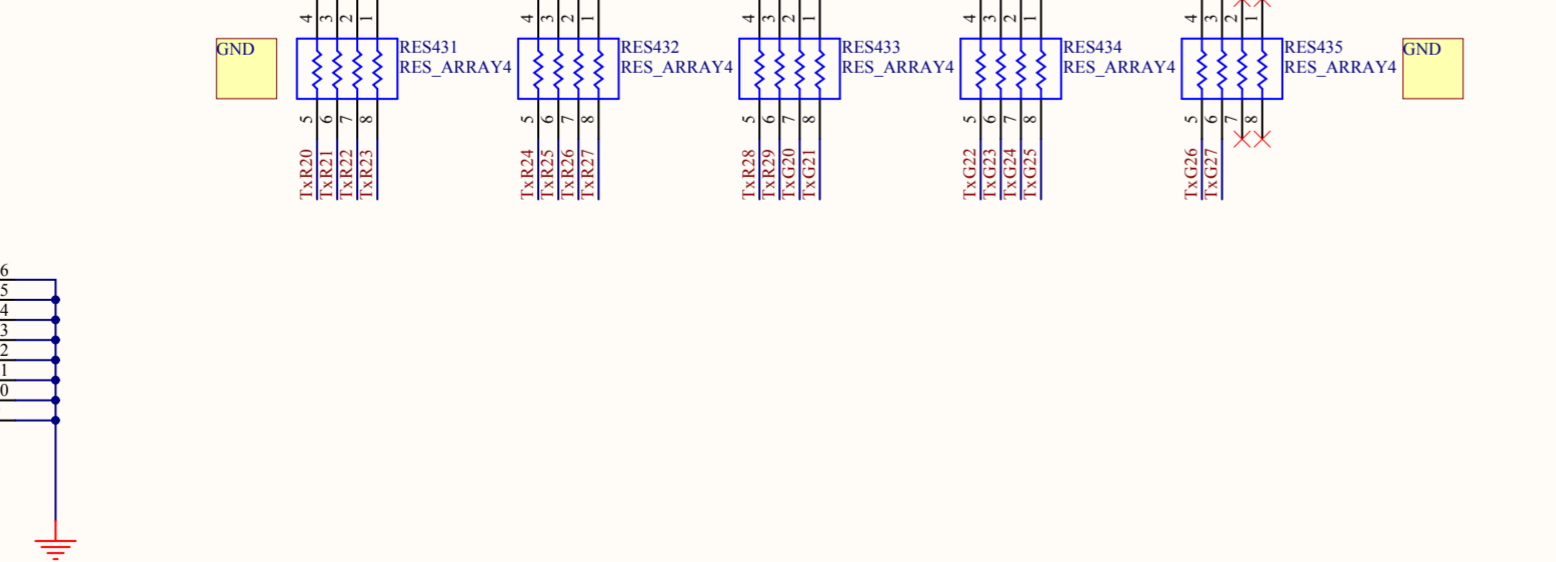 4 3 2 1
4 3 2 1
4 3 2 1
4 3 2 1
4 3 2 1
GND
RES431
RES_ARRAY4
RES432
RES_ARRAY4
RES433
RES_ARRAY4
RES434
RES_ARRAY4
RES435
RES_ARRAY4
GND
5 6 7 8
5 6 7 8
5 6 7 8
5 6 7 8
5 6 7 8
TxR20
TxR21
TxR22
TxR23
TxR24
TxR25
TxR26
TxR27
TxR28
TxR29
TxG20
TxG21
TxG22
TxG23
TxG24
TxG25
TxG26
TxG27
6
5
4
3
2
1
0